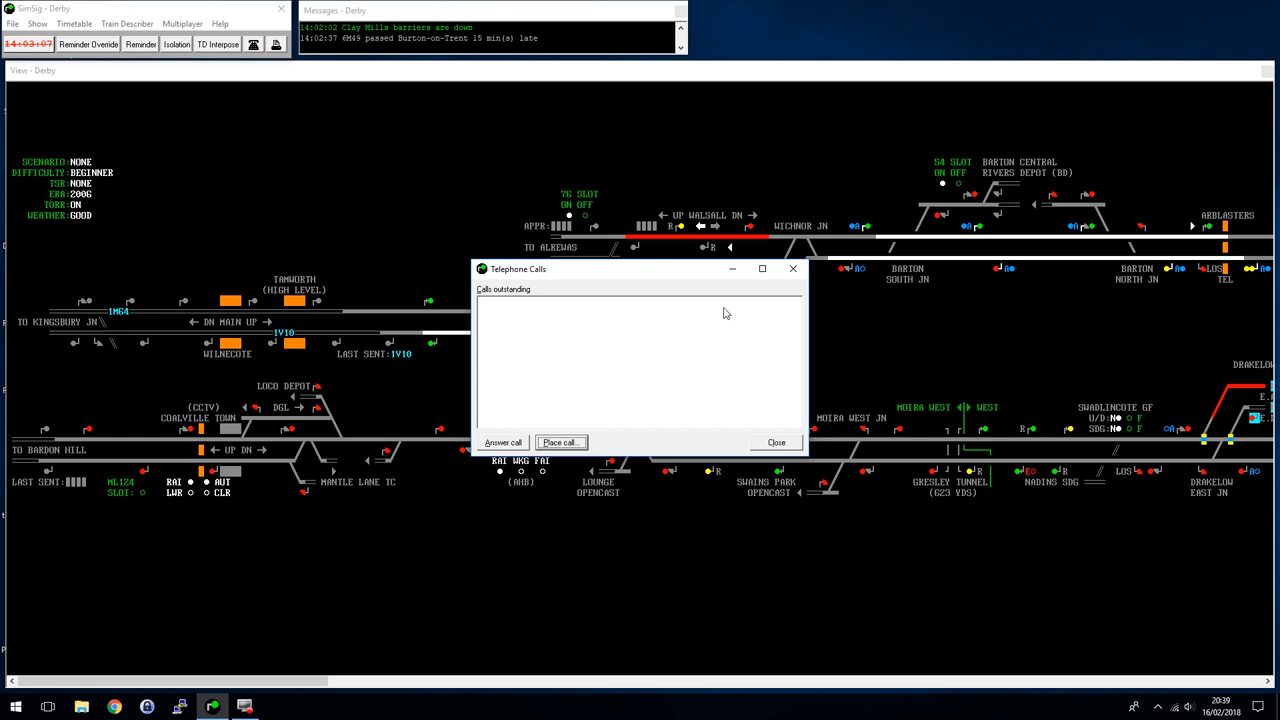 SimSig - Derby
File Show Timetable Train Describer Multiplayer Help
14:03:07 Reminder Override Reminder Isolation TD Interpose
Messages - Derby
14:02:02 Clay Mills barriers are down
14:02:37 6M49 passed Burton-on-Trent 15 min(s) late
View - Derby
SCENARIO:NONE
DIFFICULTY:BEGINNER
TSR:NONE
ERA:2006
TORR:ON
WEATHER:GOOD
76 SLOT
ON OFF
54 SLOT
ON OFF
BARTON CENTRAL
RIVERS DEPOT (BD)
← UP WALSALL DN →
APPR:
R
WICHNOR JN
A
A
A
ARBLASTERS
TO ALREWAS
R
A
BARTON
SOUTH JN
A
BARTON
NORTH JN
A
LOS
TEL
A
TAMWORTH
(HIGH LEVEL)
1M64
TO KINGSBURY JN
← DN MAIN UP →
1V10
WILNECOTE
LAST SENT:1V10
Telephone Calls
Calls outstanding
Answer call
Place call...
Close
LOCO DEPOT
(CCTV)
DGL →
COALVILLE TOWN
TO BARDON HILL
← UP DN →
LAST SENT:
ML124
SLOT:
RAI AUT
LWR CLR
MANTLE LANE TC
RAI WKG FAI
(AHB)
LOUNGE
OPENCAST
R
SWAINS PARK
OPENCAST
MOIRA WEST JN
MOIRA WEST
WEST
R
R
GRESLEY TUNNEL
(623 YDS)
E
R
NADINS SDG
SWADLINCOTE GF
U/D:N F
SDG:N F
LOS
A
DRAKELOW
EAST JN
A
DRAKELOW
20:39
16/02/2018